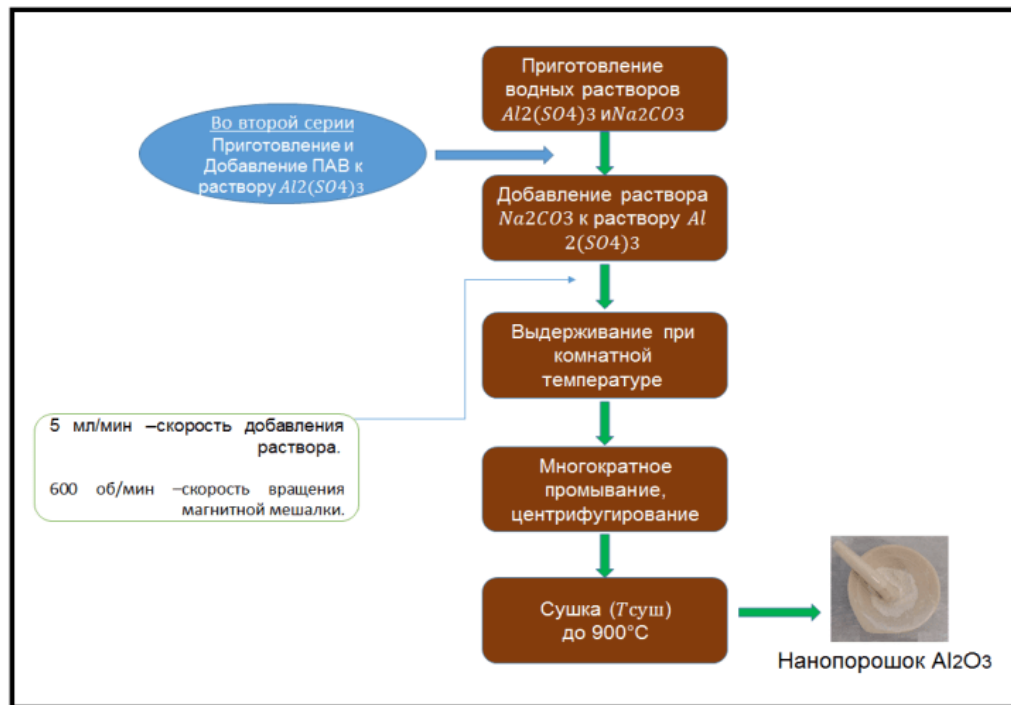 Приготовление
водных растворов
Al2(SO4)3 иNa2CO3
Во второй серии
Приготовление и
Добавление ПАВ к
раствору Al2(SO4)3
Добавление раствора
Na2CO3 к раствору Al
2(SO4)3
Выдерживание при
комнатной
температуре
5 мл/мин –скорость добавления
раствора.
600 об/мин –скорость вращения
магнитной мешалки.
Многократное
промывание,
центрифугирование
Сушка (Tсуш)
до 900°C
Нанопорошок Al2O3